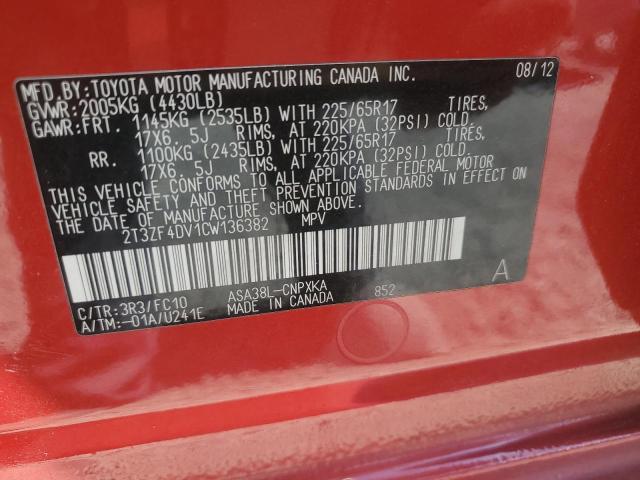 MFD.BY:TOYOTA MOTOR MANUFACTURING CANADA INC. 08/12
GVWR:2005KG (4430LB)
GAWR:FRT. 1145KG (2535LB) WITH 225/65R17 TIRES,
17X6.5J RIMS, AT 220KPA (32PSI) COLD.
RR. 1100KG (2435LB) WITH 225/65R17 TIRES,
17X6.5J RIMS, AT 220KPA (32PSI) COLD.
THIS VEHICLE CONFORMS TO ALL APPLICABLE FEDERAL MOTOR
VEHICLE SAFETY AND THEFT PREVENTION STANDARDS IN EFFECT ON
THE DATE OF MANUFACTURE SHOWN ABOVE.
2T3ZF4DV1CW136382 MPV
C/TR:3R3/FC10 ASA38L-CNPXKA 852 A
A/TM:-01A/U241E MADE IN CANADA